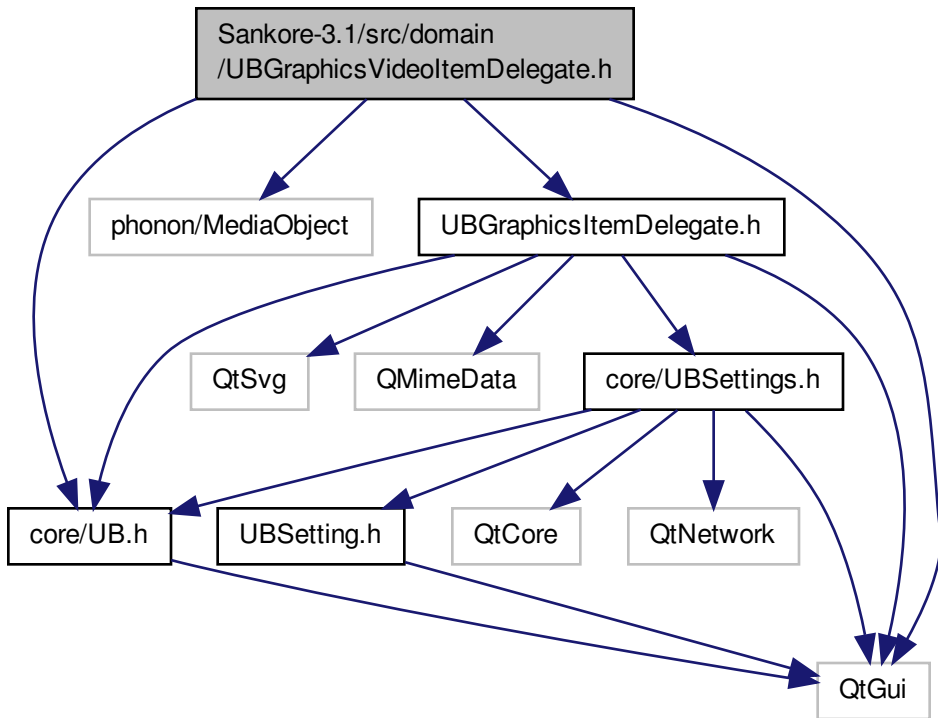 Sankore-3.1/src/domain
/UBGraphicsVideoItemDelegate.h
phonon/MediaObject
UBGraphicsItemDelegate.h
QtSvg
QMimeData
core/UBSettings.h
core/UB.h
UBSetting.h
QtCore
QtNetwork
QtGui